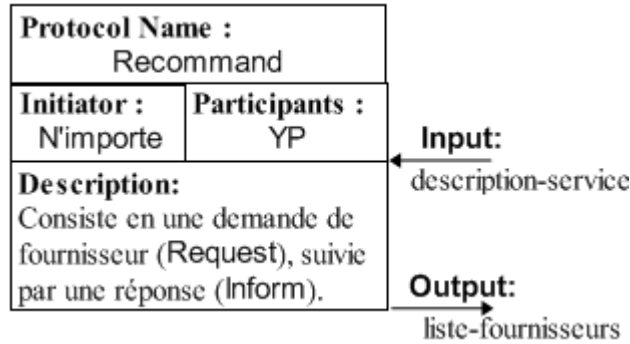 Protocol Name :
Recommand
Initiator :
N'importe
Participants :
YP
Input:
description-service
Description:
Consiste en une demande de
fournisseur (Request), suivie
par une réponse (Inform).
Output:
liste-fournisseurs